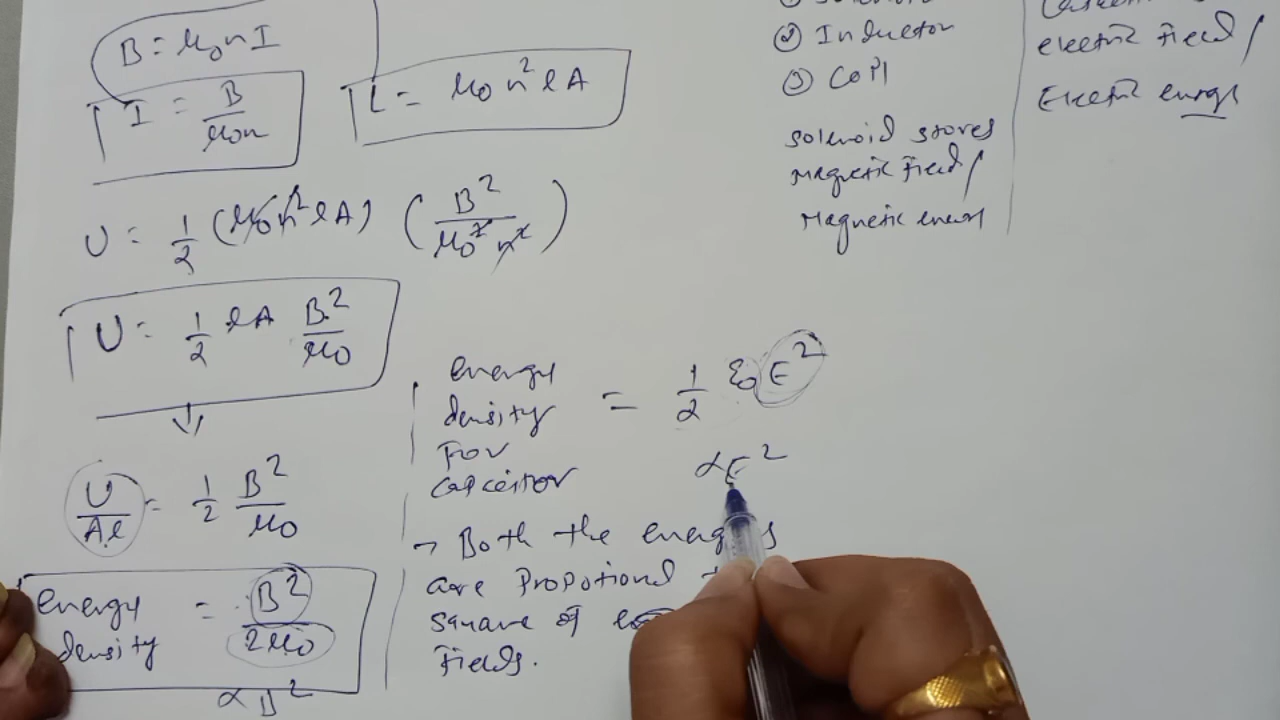 B = μ₀nI
I = B/μ₀n
L = μ₀n²lA
U = 1/2 (μ₀n²lA) (B²/μ₀²n²)
U = 1/2 lA B²/μ₀
U/Al = 1/2 B²/μ₀
energy density = B²/2μ₀
∝ B²
② Inductor
③ Coil
solenoid stores
Magnetic Field/
Magnetic energy
electric Field/
Electric energy
energy
density
For
capacitor
= 1/2 ε₀E²
∝E²
→ Both the energies
are Propotional
square of
Fields.